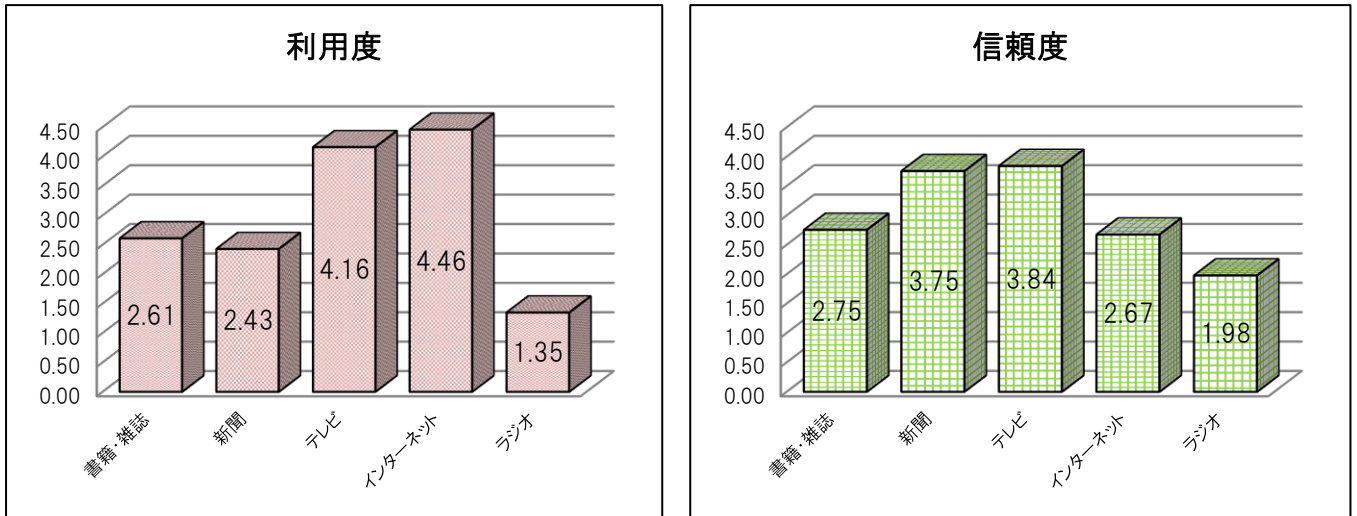 利用度
4.50
4.00
3.50
3.00
2.50
2.00
1.50
1.00
0.50
0.00
2.61
2.43
4.16
4.46
1.35
書籍・雑誌
新聞
テレビ
インターネット
ラジオ
信頼度
4.50
4.00
3.50
3.00
2.50
2.00
1.50
1.00
0.50
0.00
2.75
3.75
3.84
2.67
1.98
書籍・雑誌
新聞
テレビ
インターネット
ラジオ